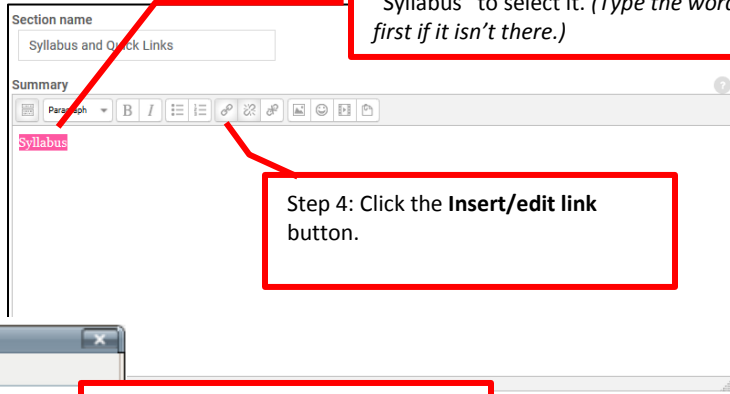 "Syllabus" to select it. (Type the word
first if it isn't there.)
Section name
Syllabus and Quick Links
Summary
Paragraph
B I
Syllabus
Step 4: Click the Insert/edit link
button.